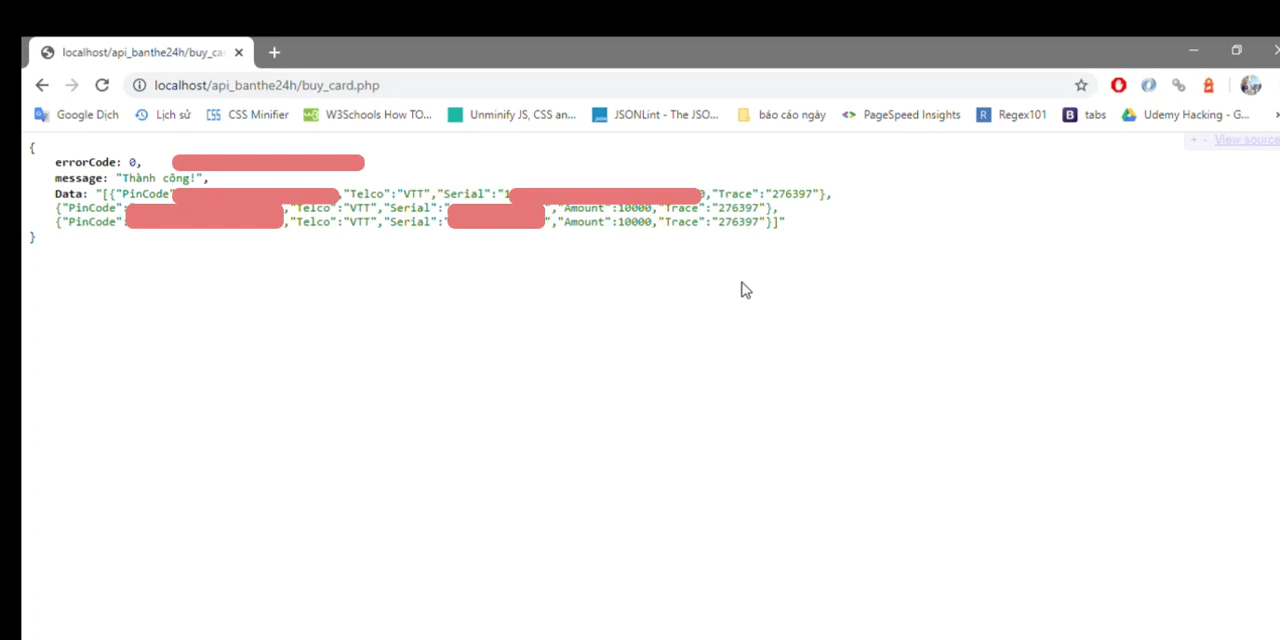 localhost/api_banthe24h/buy_ca
localhost/api_banthe24h/buy_card.php
Google Dịch Lịch sử CSS Minifier W3Schools How TO... Unminify JS, CSS an... JSONLint - The JSO... báo cáo ngày PageSpeed Insights Regex101 tabs Udemy Hacking - G...
+ - View source
{
errorCode: 0,
message: "Thành công!",
Data: "[{"PinCode" ,"Telco":"VTT","Serial":"1 0,"Trace":"276397"},
{"PinCode": ,"Telco":"VTT","Serial":" ","Amount":10000,"Trace":"276397"},
{"PinCode": ,"Telco":"VTT","Serial":" ","Amount":10000,"Trace":"276397"}]"
}